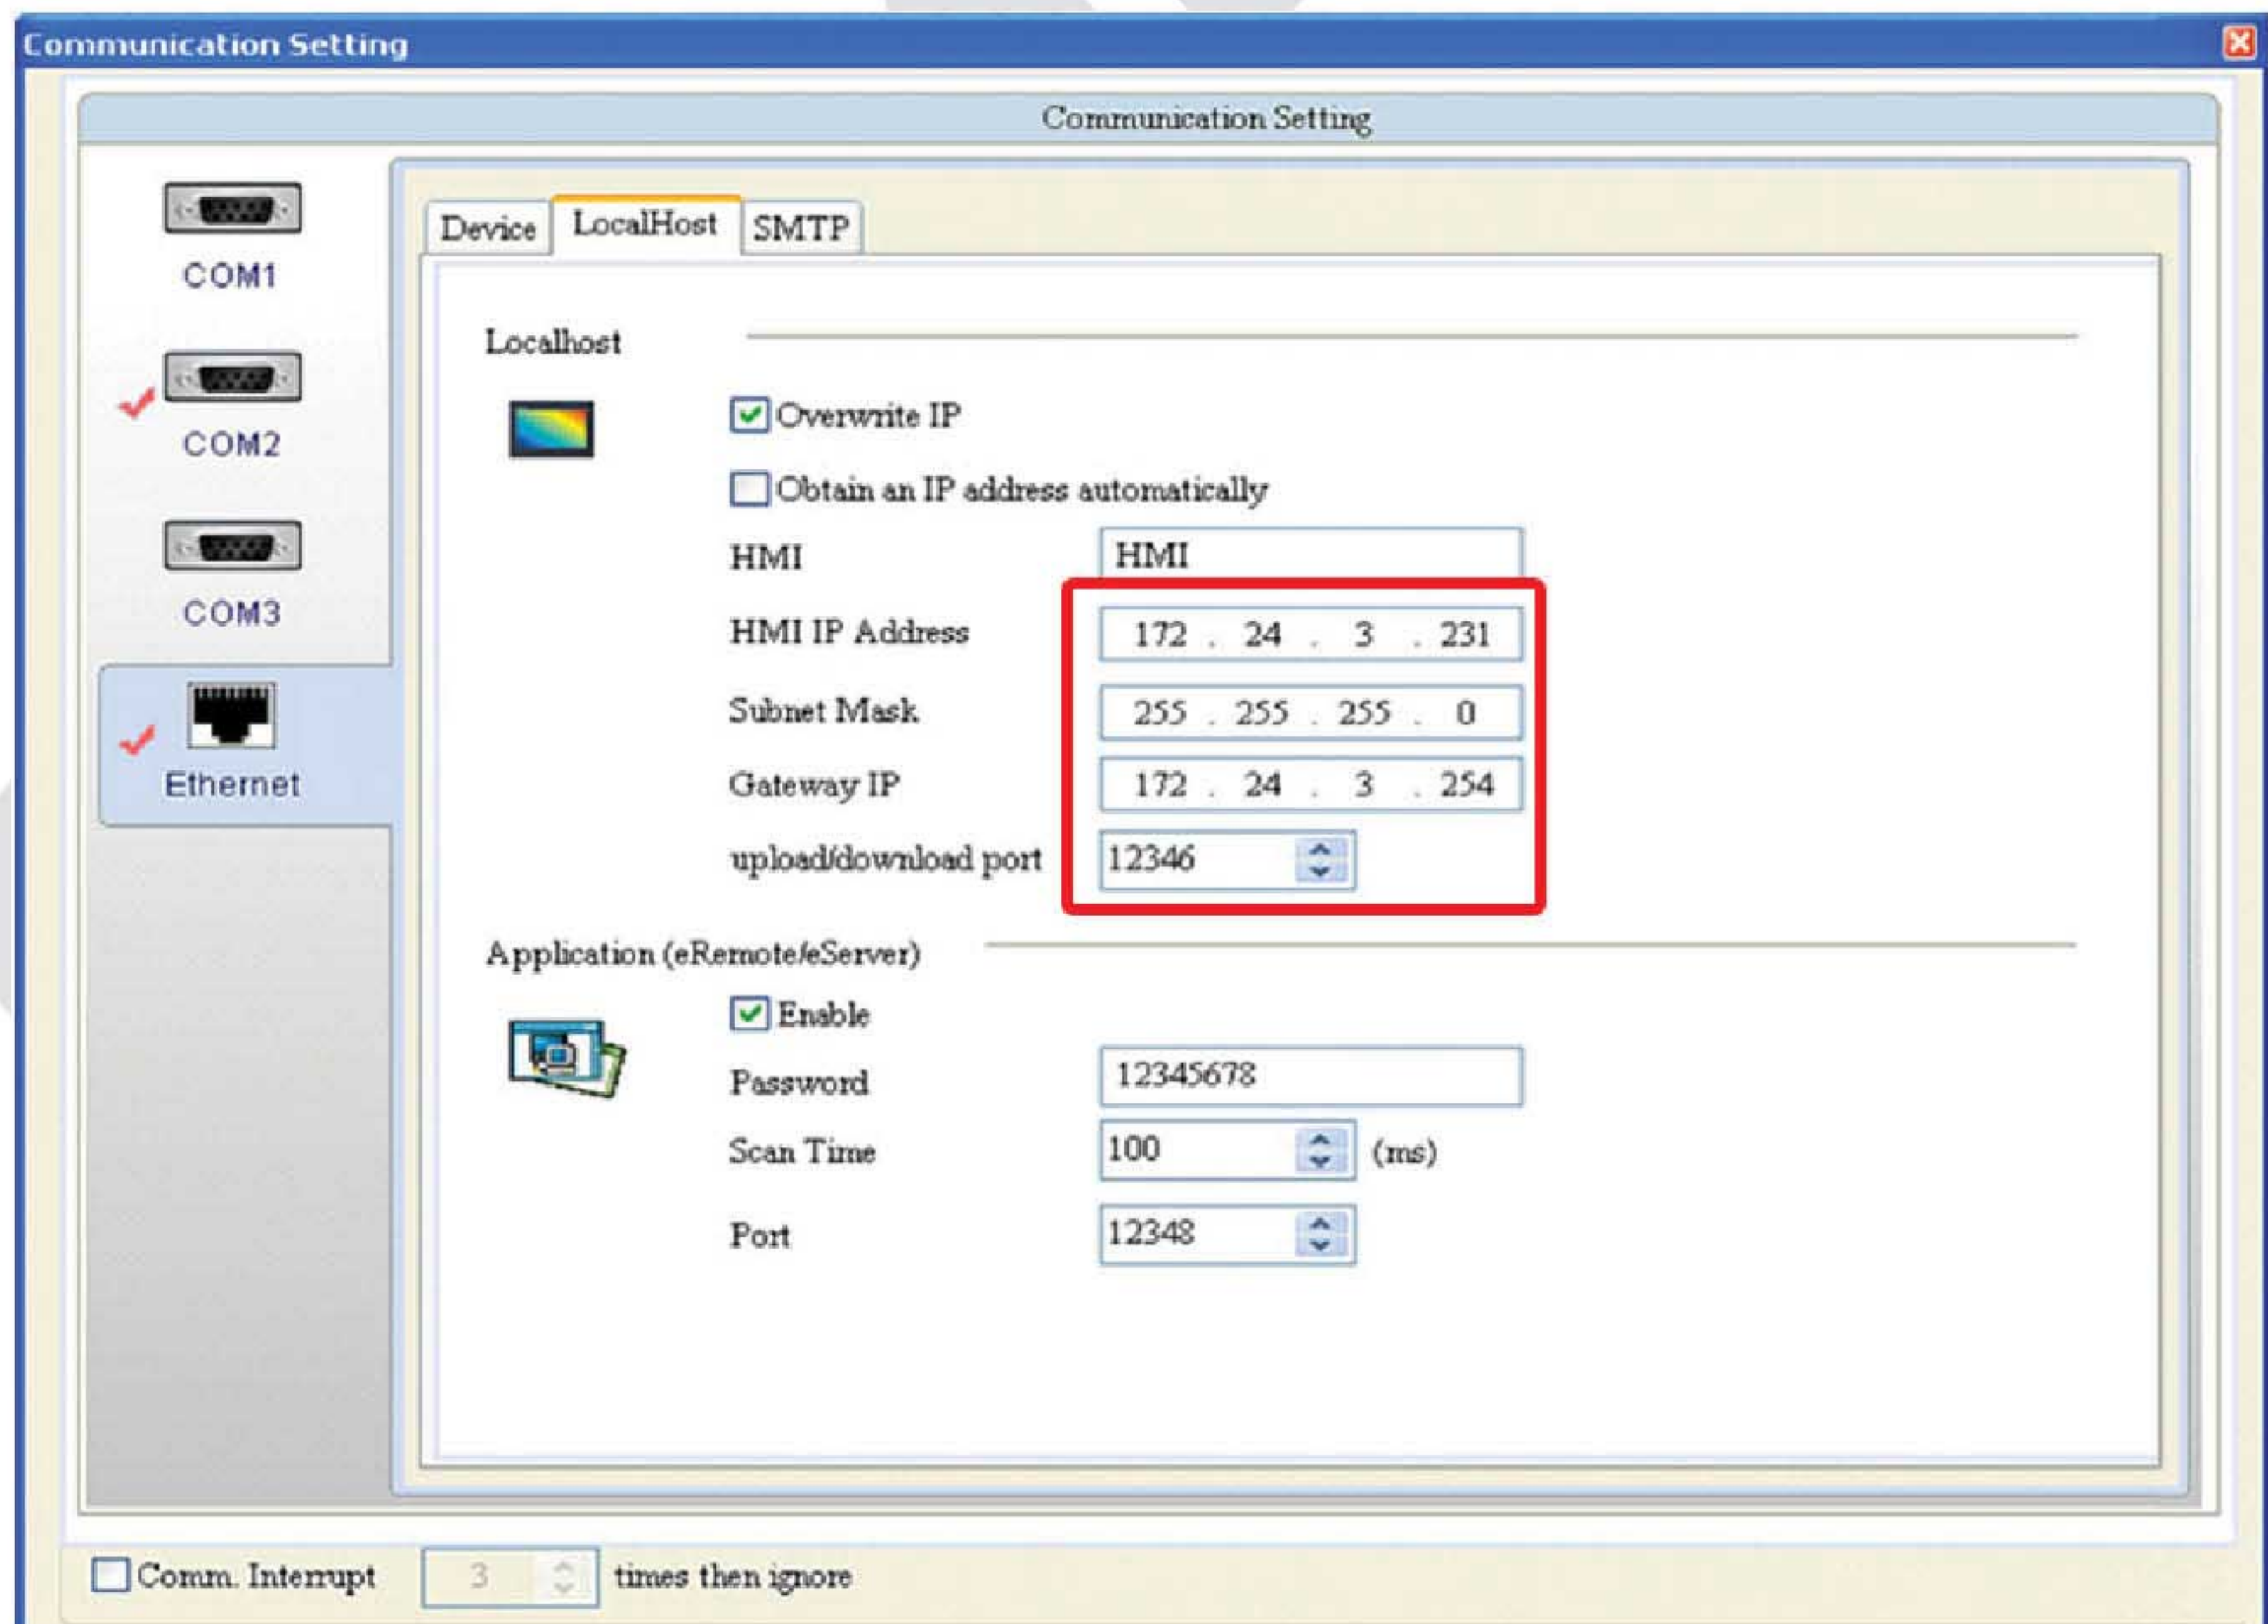 Communication Setting
Communication Setting
COM1
COM2
COM3
Ethernet
Device LocalHost SMTP
Localhost
Overwrite IP
Obtain an IP address automatically
HMI HMI
HMI IP Address 172 . 24 . 3 . 231
Subnet Mask 255 . 255 . 255 . 0
Gateway IP 172 . 24 . 3 . 254
upload/download port 12346
Application (eRemote/eServer)
Enable
Password 12345678
Scan Time 100 (ms)
Port 12348
Comm. Interrupt 3 times then ignore